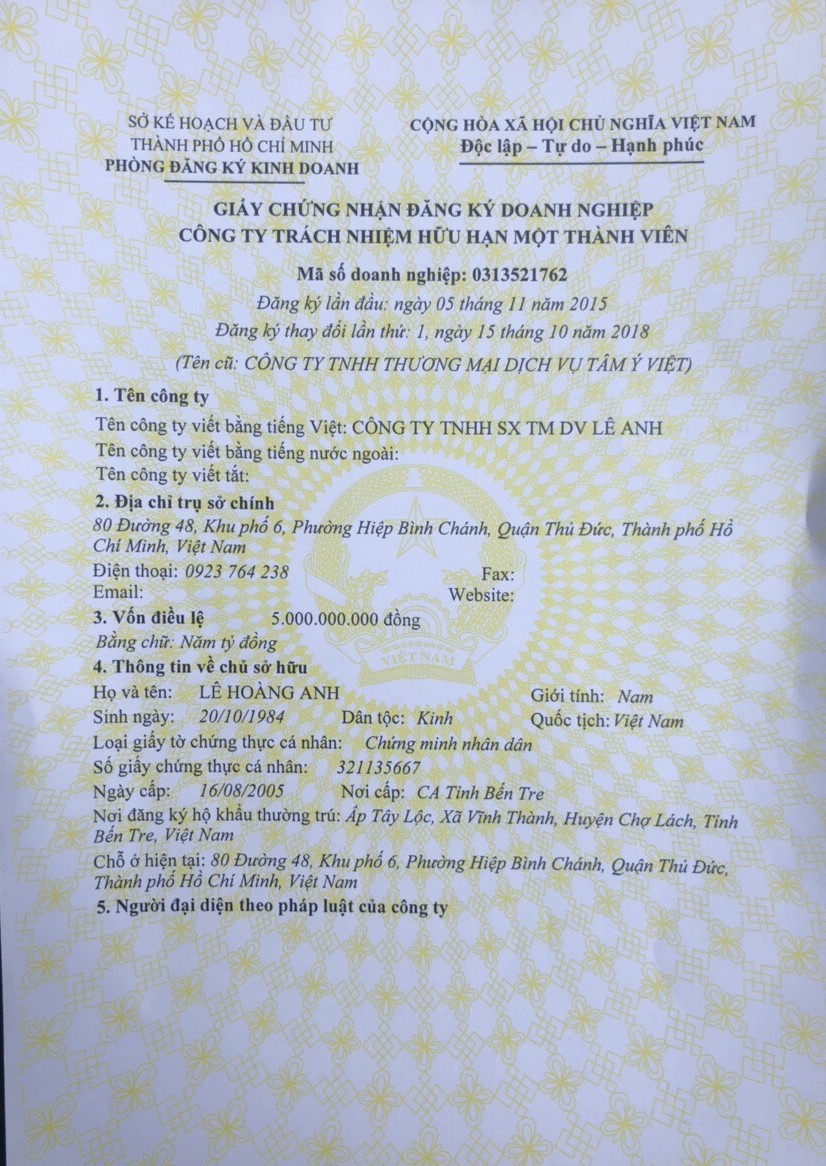 SỞ KẾ HOẠCH VÀ ĐẦU TƯ
THÀNH PHỐ HỒ CHÍ MINH
PHÒNG ĐĂNG KÝ KINH DOANH
CỘNG HÒA XÃ HỘI CHỦ NGHĨA VIỆT NAM
Độc lập – Tự do – Hạnh phúc
GIẤY CHỨNG NHẬN ĐĂNG KÝ DOANH NGHIỆP
CÔNG TY TRÁCH NHIỆM HỮU HẠN MỘT THÀNH VIÊN
Mã số doanh nghiệp: 0313521762
Đăng ký lần đầu: ngày 05 tháng 11 năm 2015
Đăng ký thay đổi lần thứ: 1, ngày 15 tháng 10 năm 2018
(Tên cũ: CÔNG TY TNHH THƯƠNG MẠI DỊCH VỤ TÂM Ý VIỆT)
1. Tên công ty
Tên công ty viết bằng tiếng Việt: CÔNG TY TNHH SX TM DV LÊ ANH
Tên công ty viết bằng tiếng nước ngoài:
Tên công ty viết tắt:
2. Địa chỉ trụ sở chính
80 Đường 48, Khu phố 6, Phường Hiệp Bình Chánh, Quận Thủ Đức, Thành phố Hồ
Chí Minh, Việt Nam
Điện thoại: 0923 764 238 Fax:
Email: Website:
3. Vốn điều lệ 5.000.000.000 đồng
Bằng chữ: Năm tỷ đồng
VIỆT NAM
4. Thông tin về chủ sở hữu
Họ và tên: LÊ HOÀNG ANH Giới tính: Nam
Sinh ngày: 20/10/1984 Dân tộc: Kinh Quốc tịch: Việt Nam
Loại giấy tờ chứng thực cá nhân: Chứng minh nhân dân
Số giấy chứng thực cá nhân: 321135667
Ngày cấp: 16/08/2005 Nơi cấp: CA Tỉnh Bến Tre
Nơi đăng ký hộ khẩu thường trú: Ấp Tây Lộc, Xã Vĩnh Thành, Huyện Chợ Lách, Tỉnh
Bến Tre, Việt Nam
Chỗ ở hiện tại: 80 Đường 48, Khu phố 6, Phường Hiệp Bình Chánh, Quận Thủ Đức,
Thành phố Hồ Chí Minh, Việt Nam
5. Người đại diện theo pháp luật của công ty